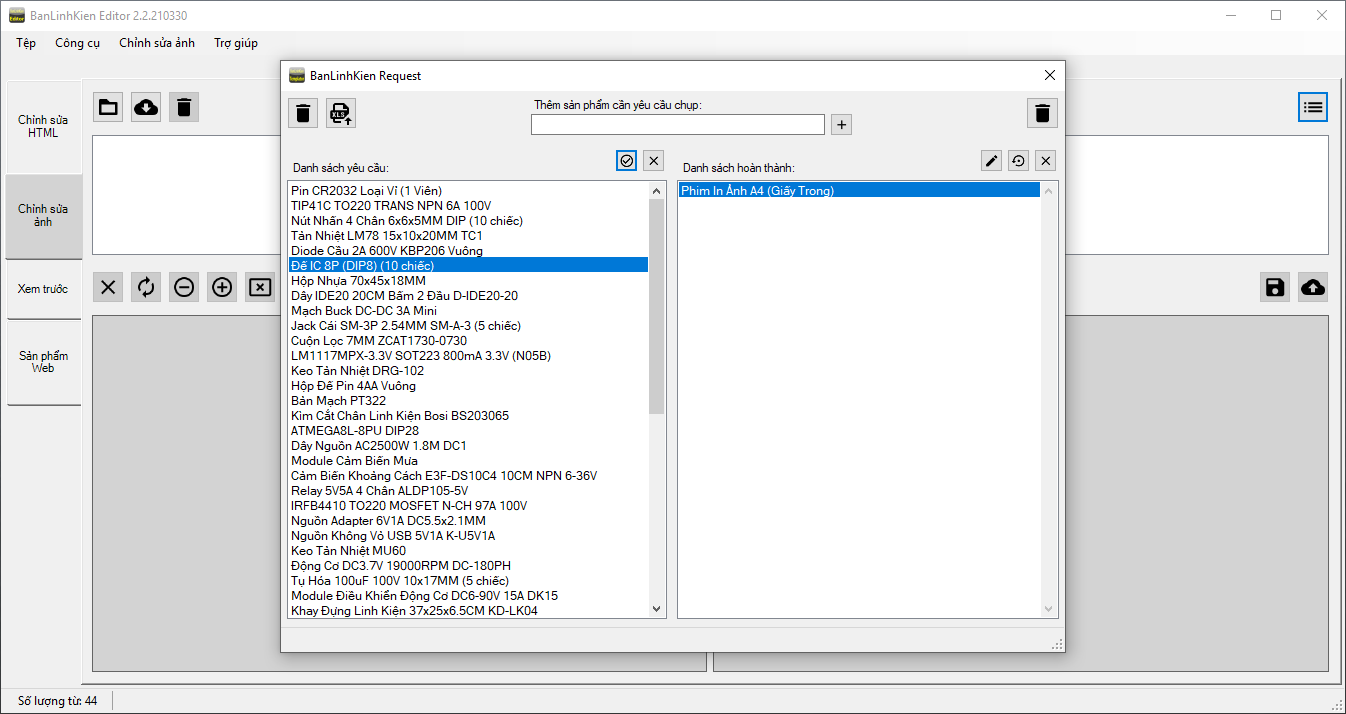 BanLinhKien Editor 2.2.210330
Tệp Công cụ Chỉnh sửa ảnh Trợ giúp
Chỉnh sửa
HTML
Chỉnh sửa
ảnh
Xem trước
Sản phẩm
Web
BanLinhKien Request
XLS
Thêm sản phẩm cần yêu cầu chụp:
Danh sách yêu cầu:
Pin CR2032 Loại Vỉ (1 Viên)
TIP41C TO220 TRANS NPN 6A 100V
Nút Nhấn 4 Chân 6x6x5MM DIP (10 chiếc)
Tản Nhiệt LM78 15x10x20MM TC1
Diode Cầu 2A 600V KBP206 Vuông
Đế IC 8P (DIP8) (10 chiếc)
Hộp Nhựa 70x45x18MM
Dây IDE20 20CM Bấm 2 Đầu D-IDE20-20
Mạch Buck DC-DC 3A Mini
Jack Cái SM-3P 2.54MM SM-A-3 (5 chiếc)
Cuộn Lọc 7MM ZCAT1730-0730
LM1117MPX-3.3V SOT223 800mA 3.3V (N05B)
Keo Tản Nhiệt DRG-102
Hộp Đế Pin 4AA Vuông
Bản Mạch PT322
Kìm Cắt Chân Linh Kiện Bosi BS203065
ATMEGA8L-8PU DIP28
Dây Nguồn AC2500W 1.8M DC1
Module Cảm Biến Mưa
Cảm Biến Khoảng Cách E3F-DS10C4 10CM NPN 6-36V
Relay 5V5A 4 Chân ALDP105-5V
IRFB4410 TO220 MOSFET N-CH 97A 100V
Nguồn Adapter 6V1A DC5.5x2.1MM
Nguồn Không Vỏ USB 5V1A K-U5V1A
Keo Tản Nhiệt MU60
Động Cơ DC3.7V 19000RPM DC-180PH
Tụ Hóa 100uF 100V 10x17MM (5 chiếc)
Module Điều Khiển Động Cơ DC6-90V 15A DK15
Khay Đựng Linh Kiện 37x25x6.5CM KD-LK04
Danh sách hoàn thành:
Phim In Ảnh A4 (Giấy Trong)
Số lượng từ: 44